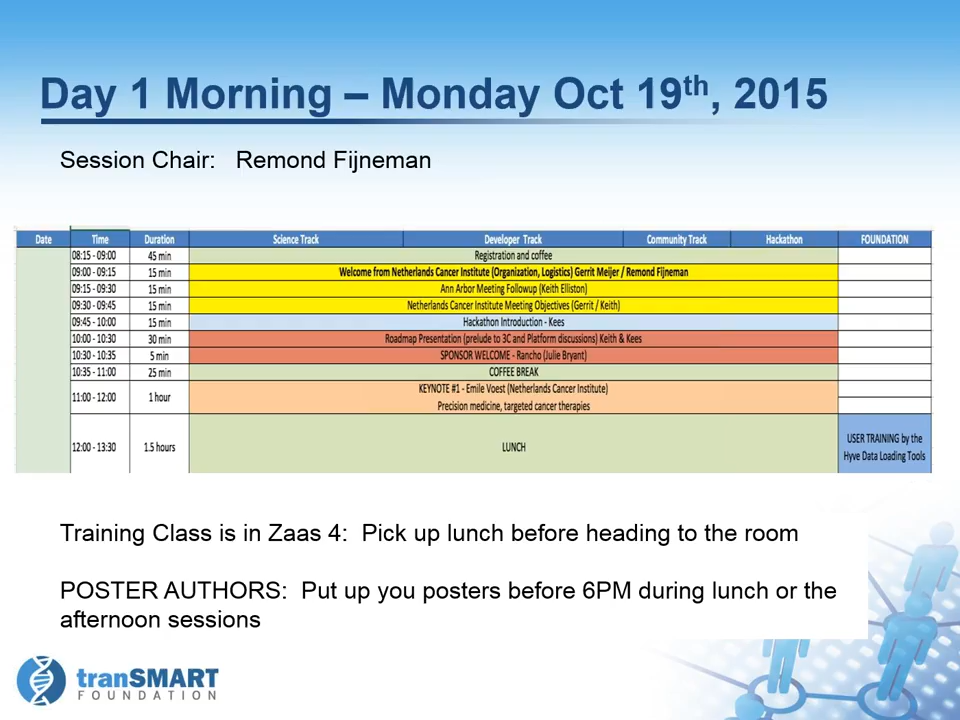 Day 1 Morning – Monday Oct 19th, 2015
Session Chair: Remond Fijneman
Date Time Duration Science Track Developer Track Community Track Hackathon FOUNDATION
08:15 - 09:00 45 min Registration and coffee
09:00 - 09:15 15 min Welcome from Netherlands Cancer Institute (Organization, Logistics) Gerrit Meijer / Remond Fijneman
09:15 - 09:30 15 min Ann Arbor Meeting Followup (Keith Elliston)
09:30 - 09:45 15 min Netherlands Cancer Institute Meeting Objectives (Gerrit / Keith)
09:45 - 10:00 15 min Hackathon Introduction - Kees
10:00 - 10:30 30 min Roadmap Presentation (prelude to 3C and Platform discussions) Keith & Kees
10:30 - 10:35 5 min SPONSOR WELCOME - Rancho (Julie Bryant)
10:35 - 11:00 25 min COFFEE BREAK
11:00 - 12:00 1 hour KEYNOTE #1 - Emile Voest (Netherlands Cancer Institute)
Precision medicine, targeted cancer therapies
12:00 - 13:30 1.5 hours LUNCH USER TRAINING by the
Hyve Data Loading Tools
Training Class is in Zaas 4: Pick up lunch before heading to the room
POSTER AUTHORS: Put up you posters before 6PM during lunch or the
afternoon sessions
tranSMART
FOUNDATION